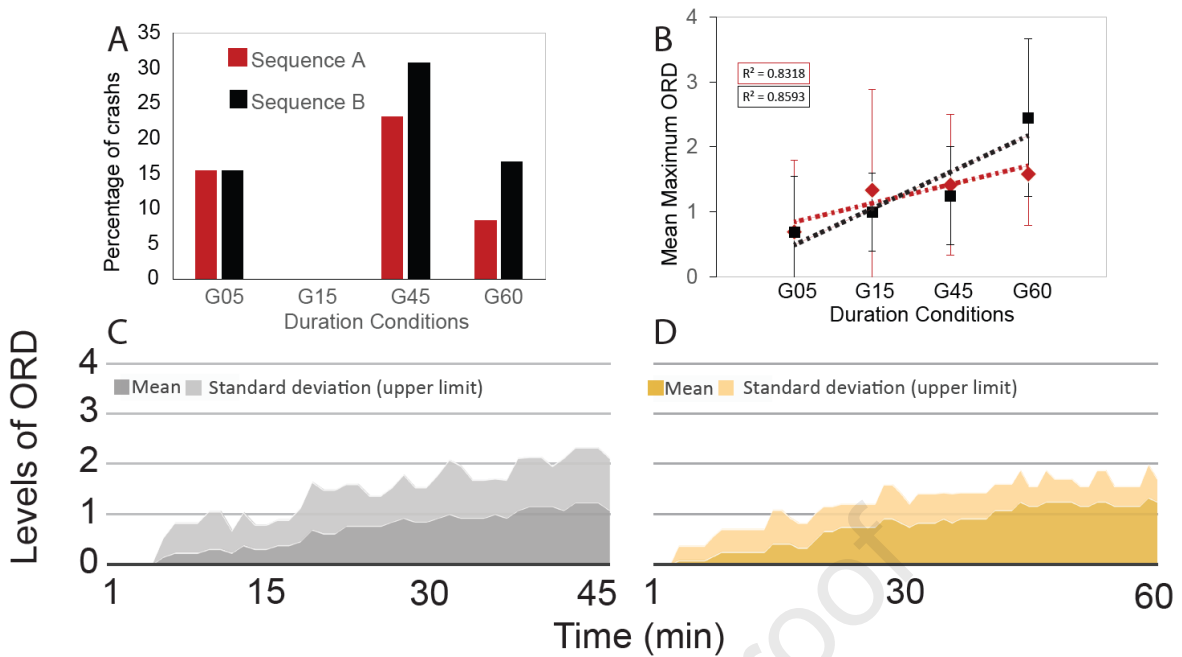 A
Percentage of crashs
35
30
25
20
15
10
5
0
Sequence A
Sequence B
G05 G15 G45 G60
Duration Conditions
B
Mean Maximum ORD
4
3
2
1
0
R² = 0.8318
R² = 0.8593
G05 G15 G45 G60
Duration Conditions
C
Levels of ORD
4
3
2
1
0
Mean Standard deviation (upper limit)
1 15 30 45
D
Mean Standard deviation (upper limit)
1 30 60
Time (min)
roof